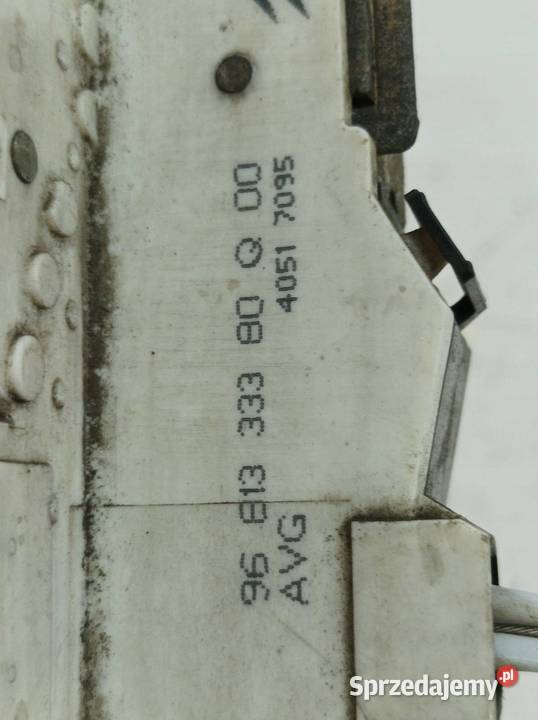 96 813 333 80 Q 00
AVG 4051 7095
Sprzedajemy.pl